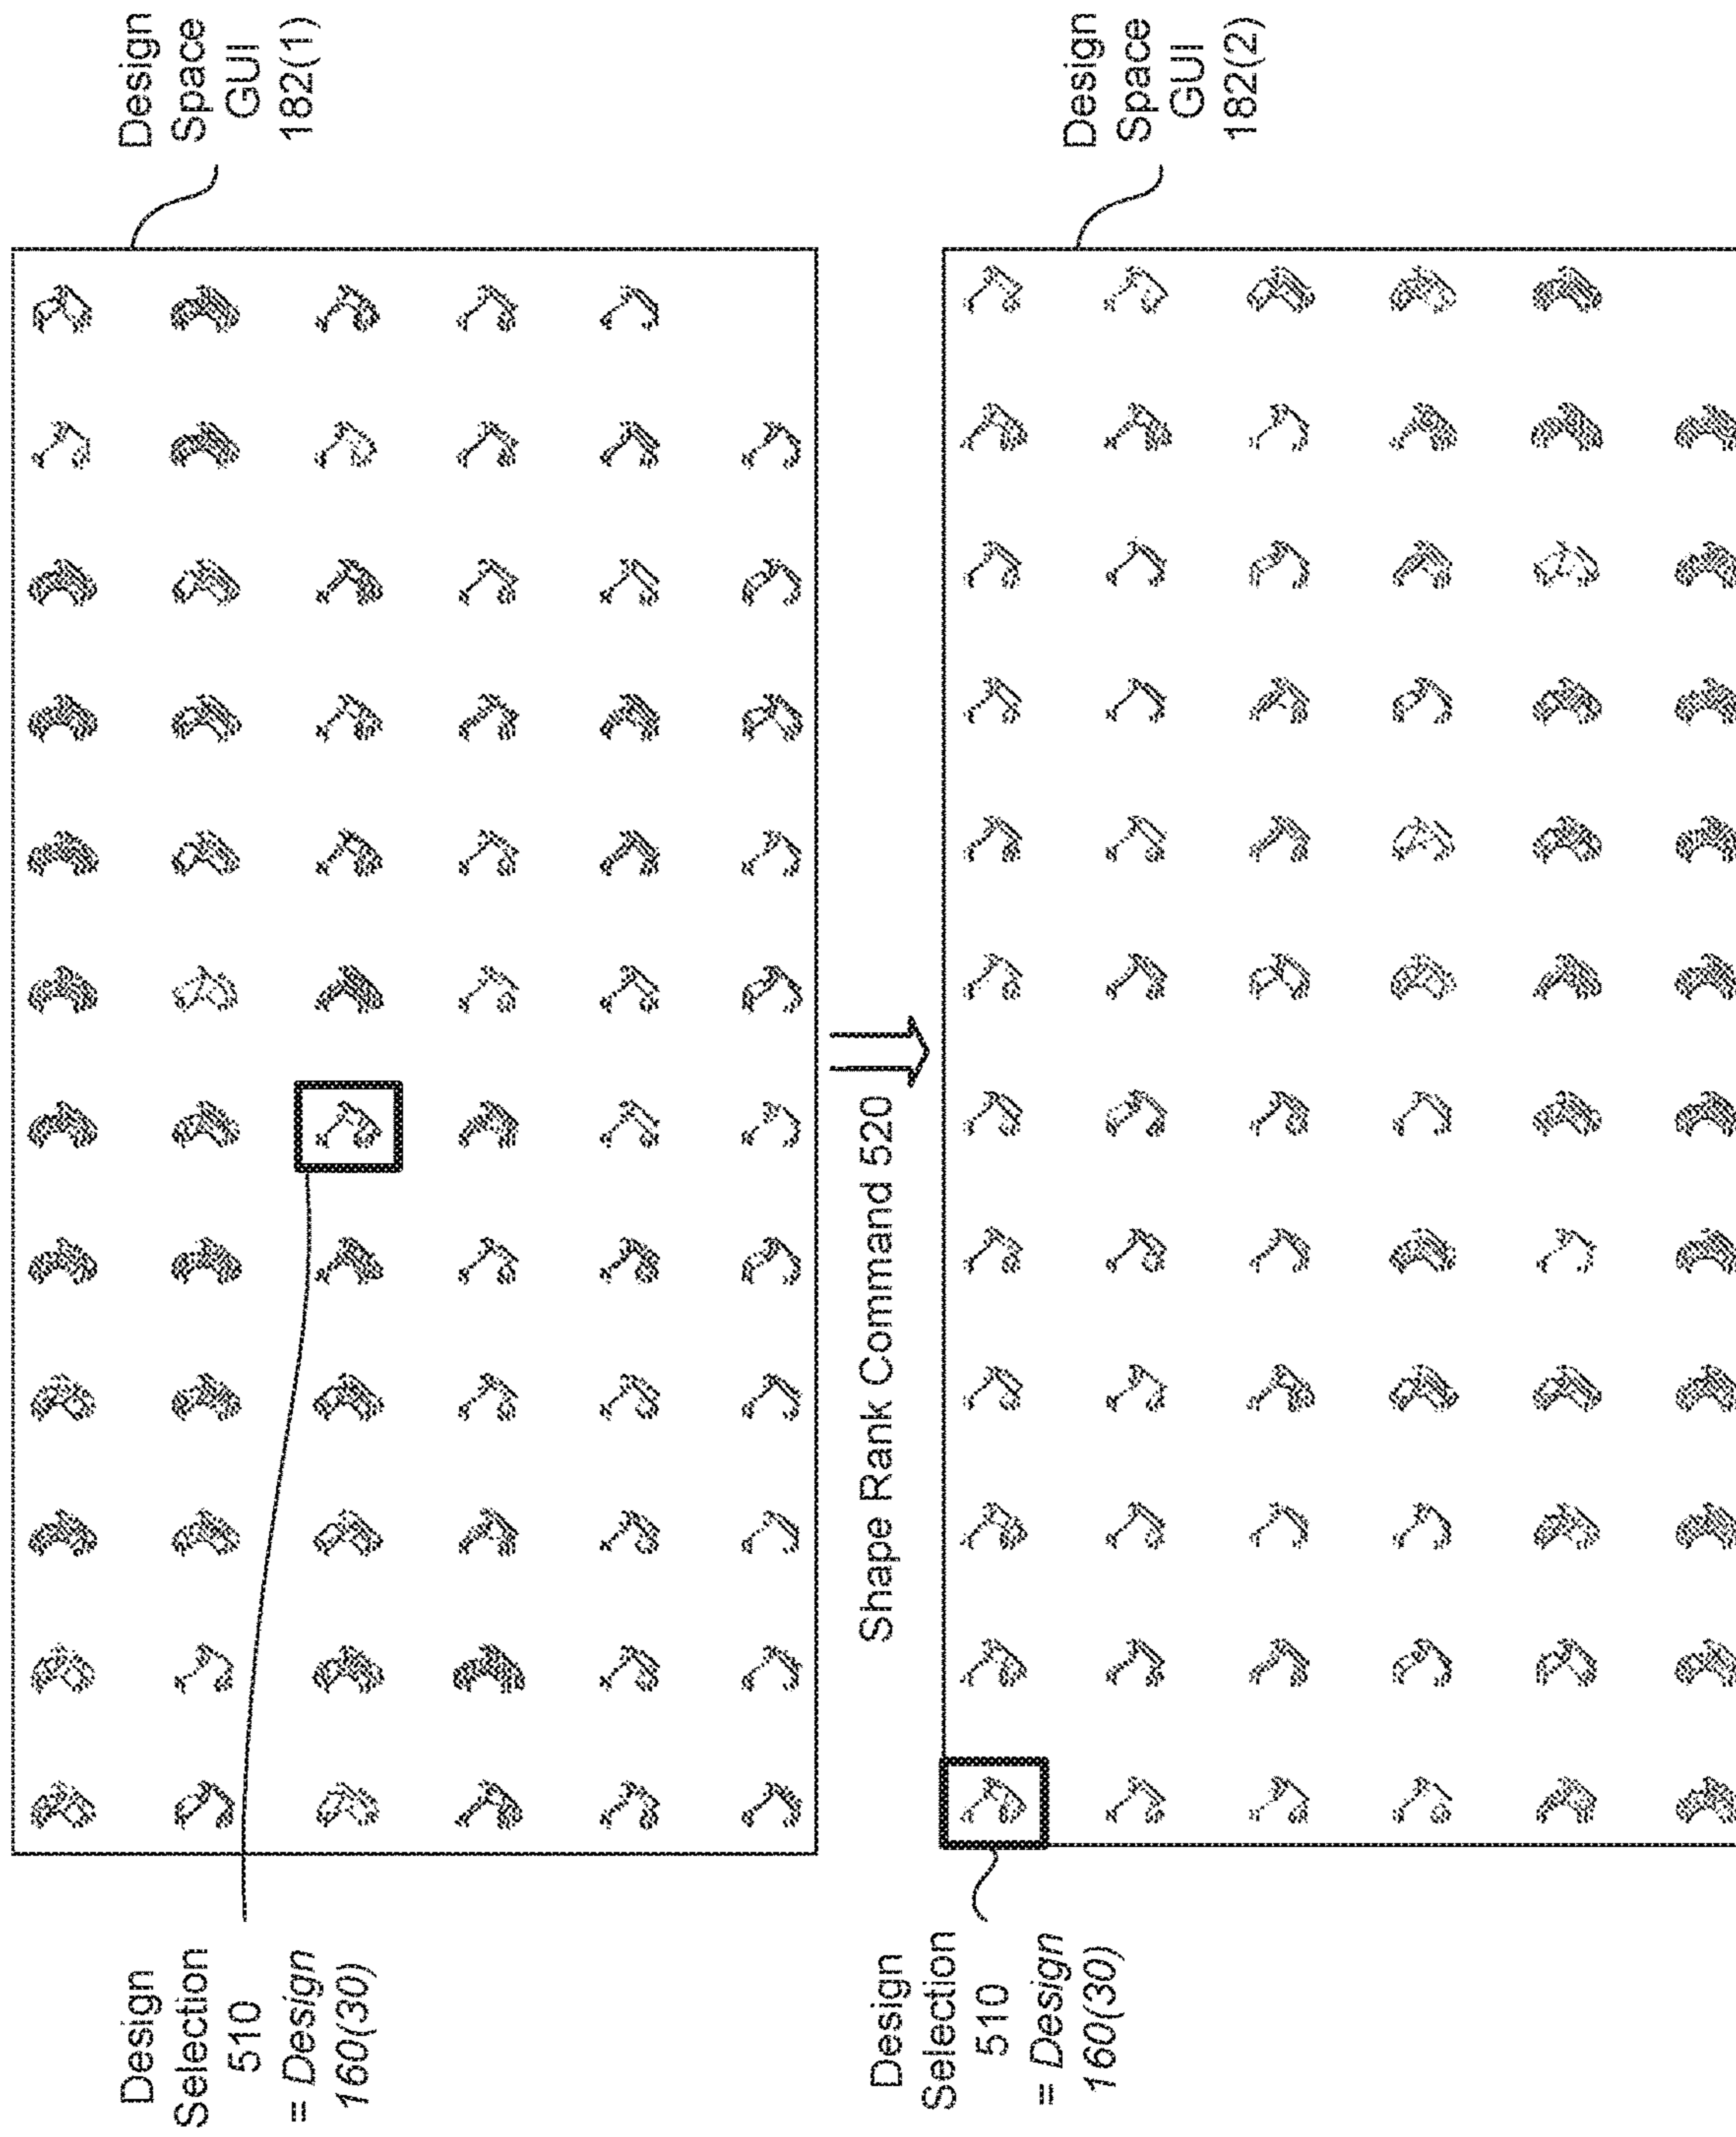 Design
Space
GUI
182(1)
Design
Selection
510
= Design
160(30)
Shape Rank Command 520
Design
Space
GUI
182(2)
Design
Selection
510
= Design
160(30)